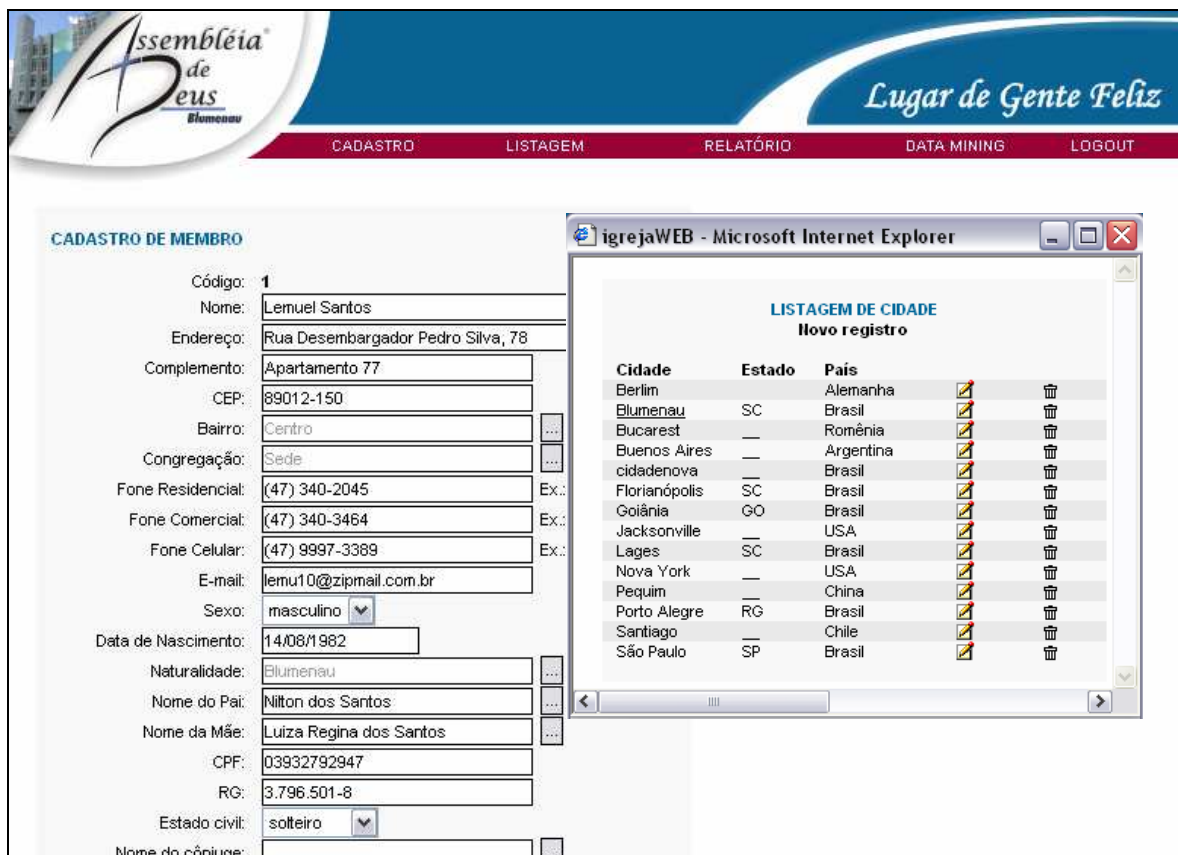 Assembléia
de
Deus
Blumenau
Lugar de Gente Feliz
CADASTRO LISTAGEM RELATÓRIO DATA MINING LOGOUT
CADASTRO DE MEMBRO
Código: 1
Nome: Lemuel Santos
Endereço: Rua Desembargador Pedro Silva, 78
Complemento: Apartamento 77
CEP: 89012-150
Bairro: Centro ...
Congregação: Sede ...
Fone Residencial: (47) 340-2045 Ex.:
Fone Comercial: (47) 340-3464 Ex.:
Fone Celular: (47) 9997-3389 Ex.:
E-mail: lemu10@zipmail.com.br
Sexo: masculino
Data de Nascimento: 14/08/1982
Naturalidade: Blumenau ...
Nome do Pai: Nilton dos Santos ...
Nome da Mãe: Luiza Regina dos Santos ...
CPF: 03932792947
RG: 3.796.501-8
Estado civil: solteiro
Nome do cônjuge: ...
igrejaWEB - Microsoft Internet Explorer
LISTAGEM DE CIDADE
Novo registro
Cidade Estado País
Berlim Alemanha
Blumenau SC Brasil
Bucarest __ Romênia
Buenos Aires __ Argentina
cidadenova __ Brasil
Florianópolis SC Brasil
Goiânia GO Brasil
Jacksonville __ USA
Lages SC Brasil
Nova York __ USA
Pequim __ China
Porto Alegre RG Brasil
Santiago __ Chile
São Paulo SP Brasil